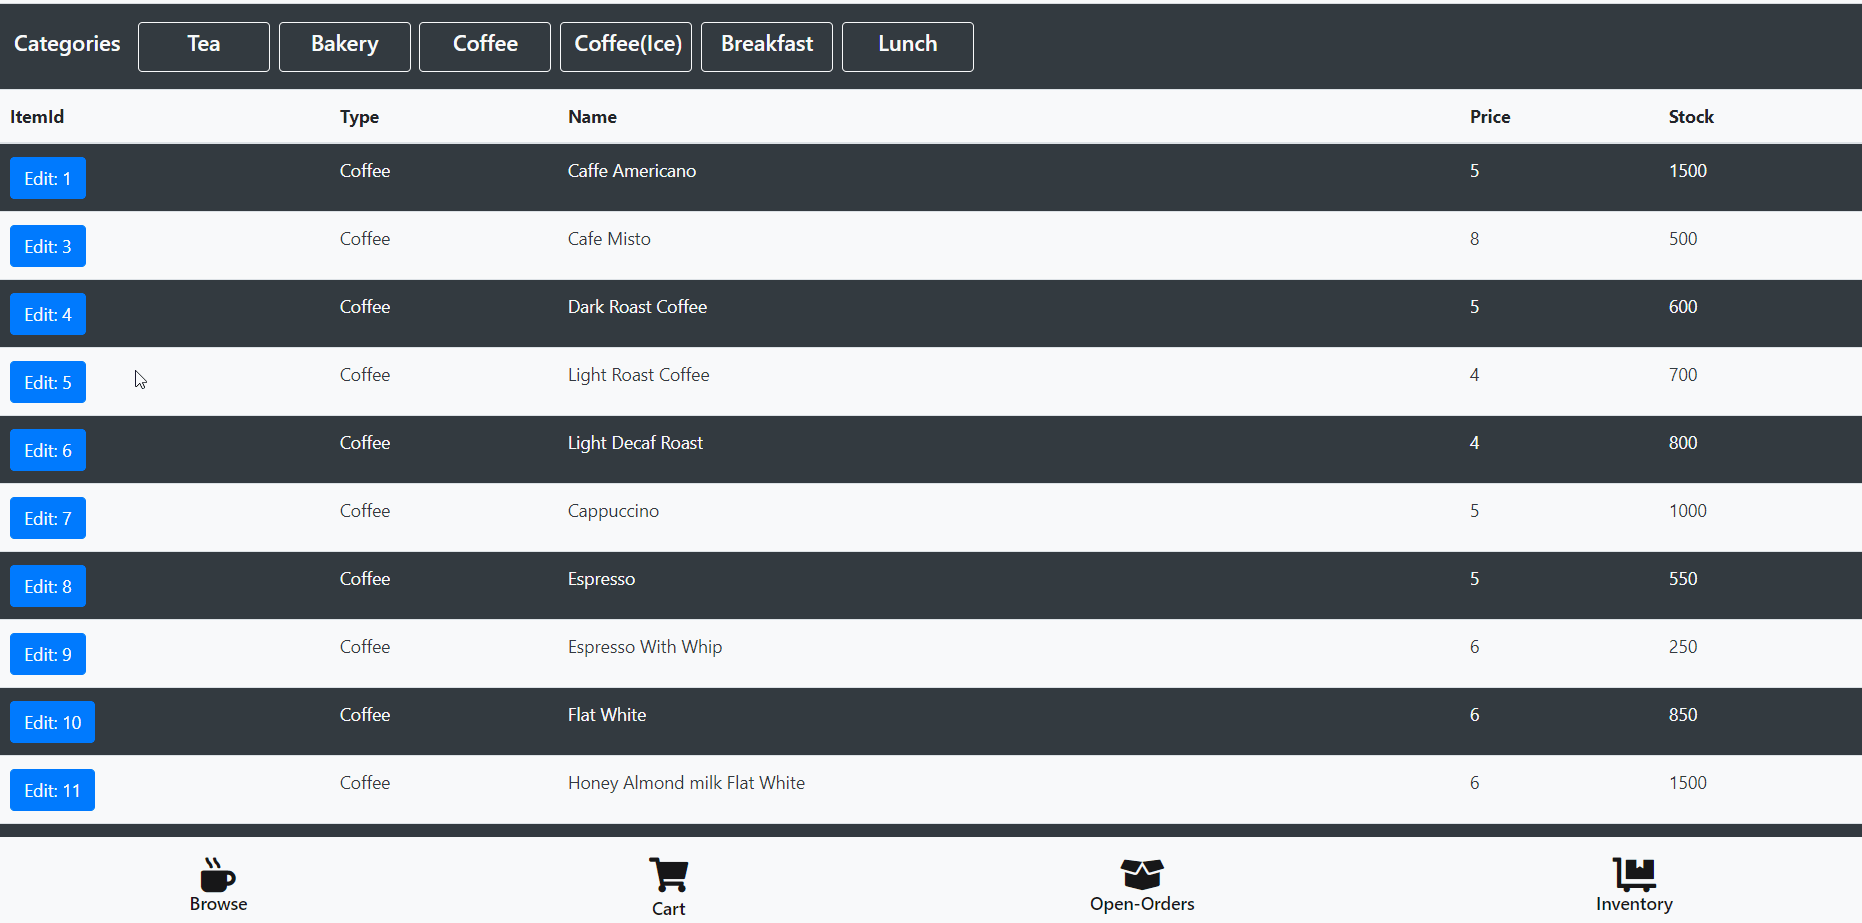 Categories Tea Bakery Coffee Coffee(Ice) Breakfast Lunch
ItemId Type Name Price Stock
Edit: 1 Coffee Caffe Americano 5 1500
Edit: 3 Coffee Cafe Misto 8 500
Edit: 4 Coffee Dark Roast Coffee 5 600
Edit: 5 Coffee Light Roast Coffee 4 700
Edit: 6 Coffee Light Decaf Roast 4 800
Edit: 7 Coffee Cappuccino 5 1000
Edit: 8 Coffee Espresso 5 550
Edit: 9 Coffee Espresso With Whip 6 250
Edit: 10 Coffee Flat White 6 850
Edit: 11 Coffee Honey Almond milk Flat White 6 1500
Browse Cart Open-Orders Inventory